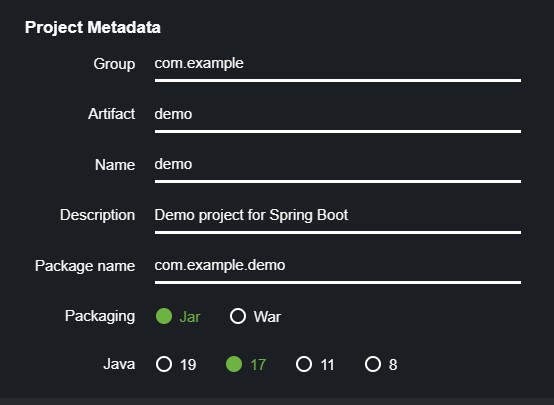 Project Metadata
Group com.example
Artifact demo
Name demo
Description Demo project for Spring Boot
Package name com.example.demo
Packaging Jar War
Java 19 17 11 8